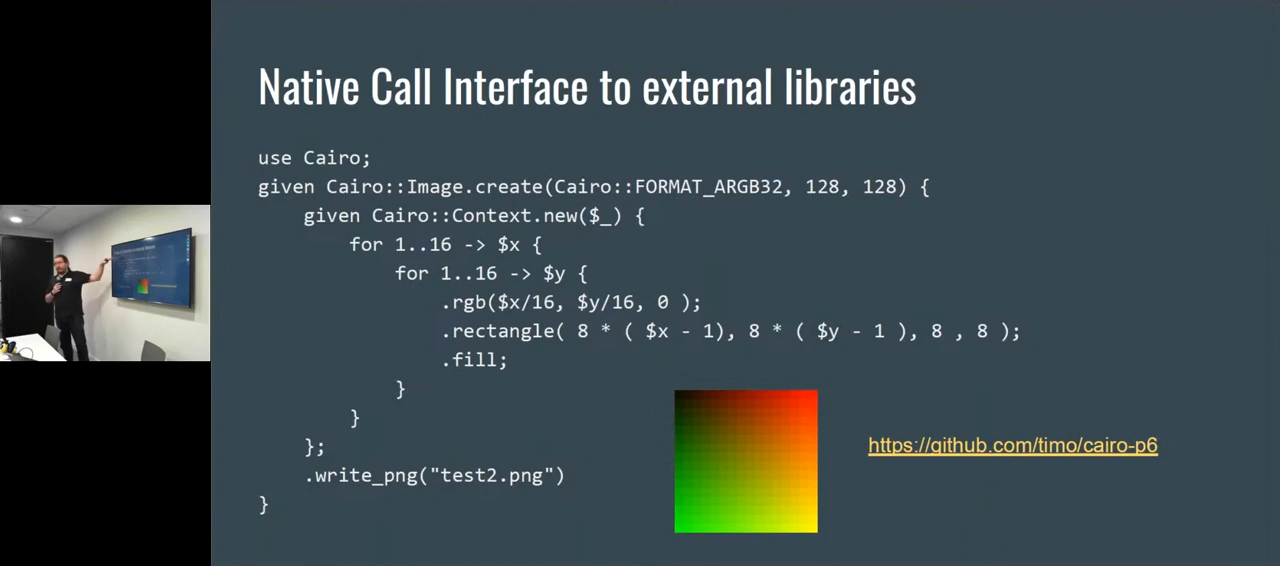 Native Call Interface to external libraries
use Cairo;
given Cairo::Image.create(Cairo::FORMAT_ARGB32, 128, 128) {
given Cairo::Context.new($_) {
for 1..16 -> $x {
for 1..16 -> $y {
.rgb($x/16, $y/16, 0 );
.rectangle( 8 * ( $x - 1), 8 * ( $y - 1 ), 8 , 8 );
.fill;
}
}
};
.write_png("test2.png")
}
https://github.com/timo/cairo-p6